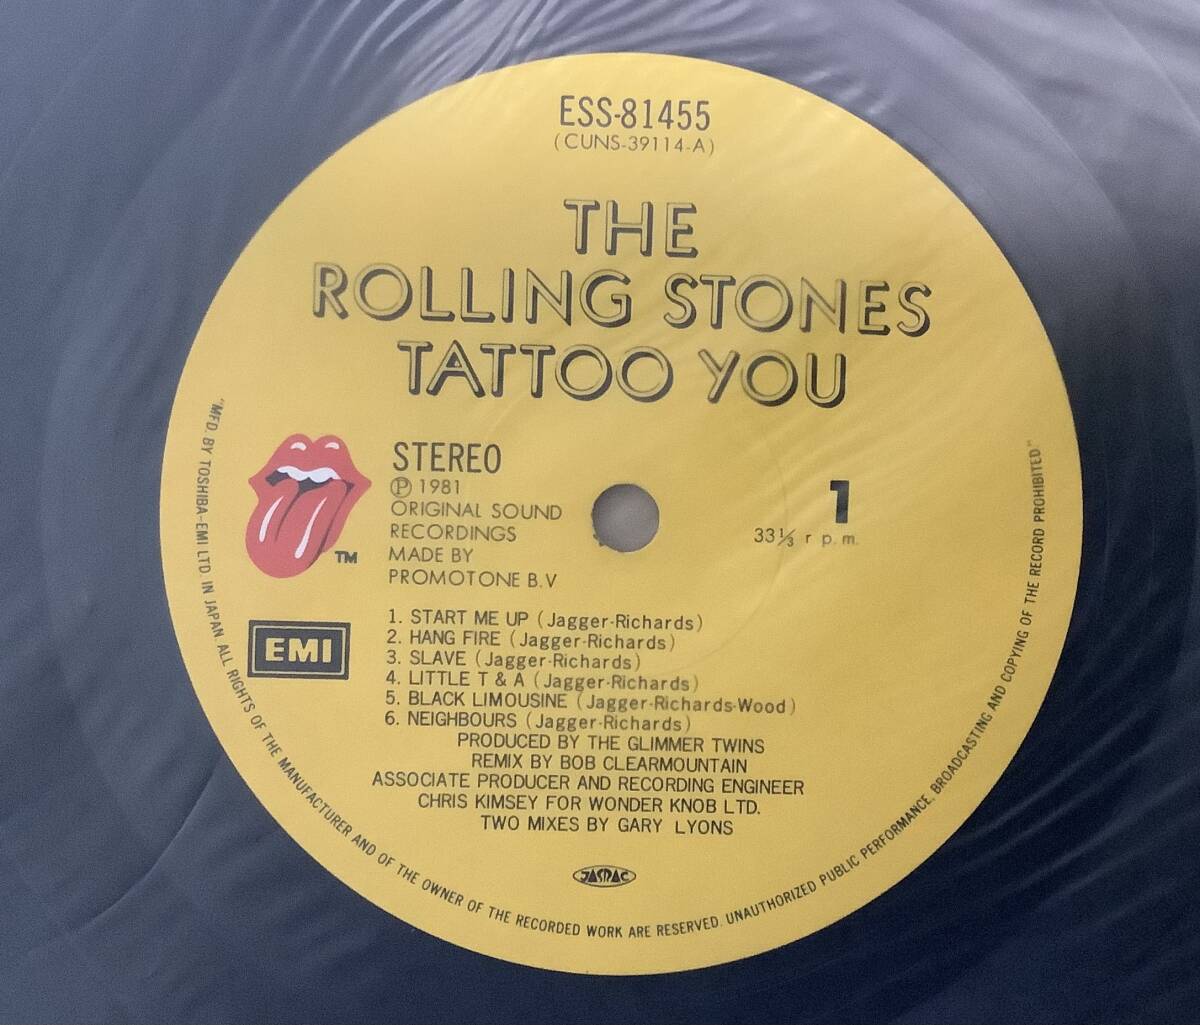 ESS-81455
(CUNS-39114-A)
THE
ROLLING STONES
TATTOO YOU
STEREO
Ⓟ 1981
ORIGINAL SOUND
RECORDINGS
MADE BY
PROMOTONE B.V
1
33⅓ r p.m.
TM
EMI
1. START ME UP (Jagger-Richards)
2. HANG FIRE (Jagger-Richards)
3. SLAVE (Jagger-Richards)
4. LITTLE T & A (Jagger-Richards)
5. BLACK LIMOUSINE (Jagger-Richards-Wood)
6. NEIGHBOURS (Jagger-Richards)
PRODUCED BY THE GLIMMER TWINS
REMIX BY BOB CLEARMOUNTAIN
ASSOCIATE PRODUCER AND RECORDING ENGINEER
CHRIS KIMSEY FOR WONDER KNOB LTD.
TWO MIXES BY GARY LYONS
JASRAC
"MFD. BY TOSHIBA-EMI LTD. IN JAPAN. ALL RIGHTS OF THE MANUFACTURER AND OF THE OWNER OF THE RECORDED WORK ARE RESERVED. UNAUTHORIZED PUBLIC PERFORMANCE, BROADCASTING AND COPYING OF THE RECORD PROHIBITED."